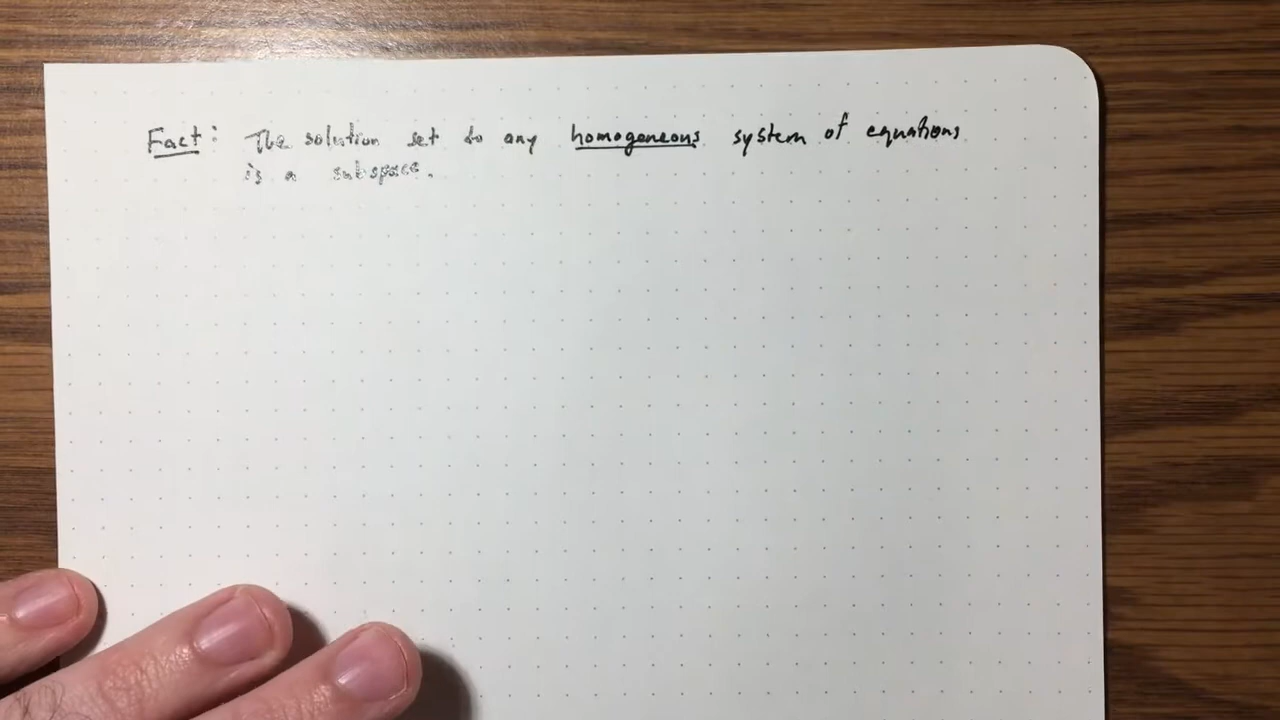 Fact: The solution set to any homogeneous system of equations
is a subspace.